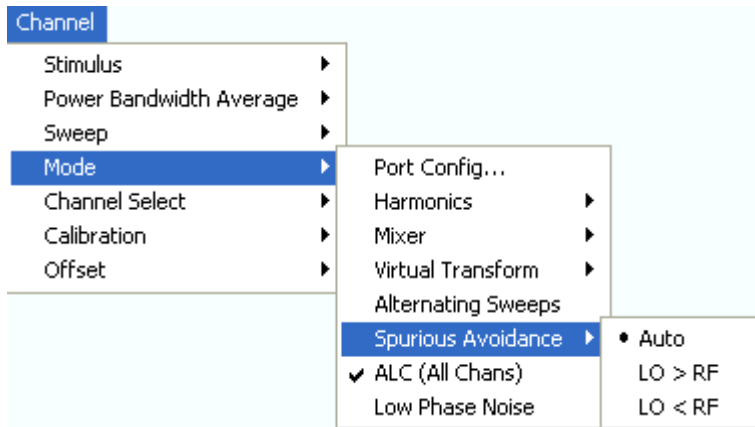 Channel
Stimulus
Power Bandwidth Average
Sweep
Mode
Channel Select
Calibration
Offset
Port Config...
Harmonics
Mixer
Virtual Transform
Alternating Sweeps
Spurious Avoidance
ALC (All Chans)
Low Phase Noise
Auto
LO > RF
LO < RF